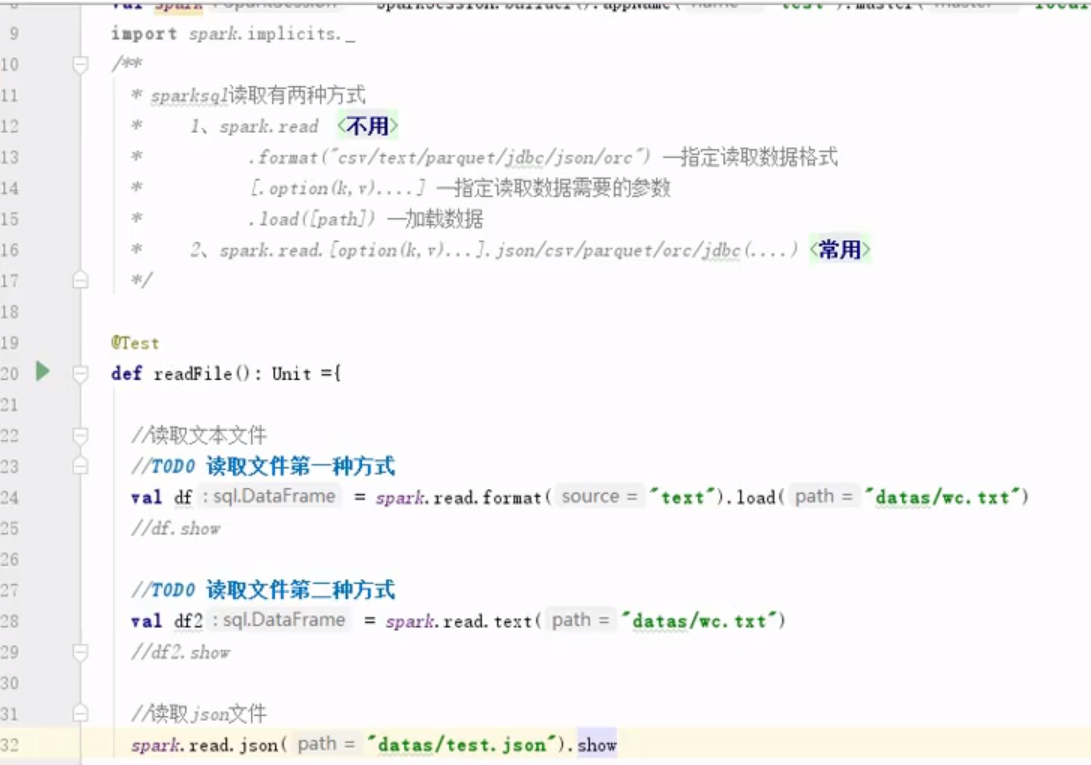 val spark : SparkSession = SparkSession.builder().appName( name = "test").master( master =
9 import spark.implicits._
10 /**
11 * sparksql读取有两种方式
12 * 1、spark.read <不用>
13 * .format("csv/text/parquet/jdbc/json/orc") —指定读取数据格式
14 * [.option(k,v)....] —指定读取数据需要的参数
15 * .load([path]) —加载数据
16 * 2、spark.read.[option(k,v)...].json/csv/parquet/orc/jdbc(....) <常用>
17 */
18
19 @Test
20 def readFile(): Unit ={
21
22 //读取文本文件
23 //TODO 读取文件第一种方式
24 val df : sql.DataFrame = spark.read.format( source = "text").load( path = "datas/wc.txt")
25 //df.show
26
27 //TODO 读取文件第二种方式
28 val df2 : sql.DataFrame = spark.read.text( path = "datas/wc.txt")
29 //df2.show
30
31 //读取json文件
32 spark.read.json( path = "datas/test.json").show